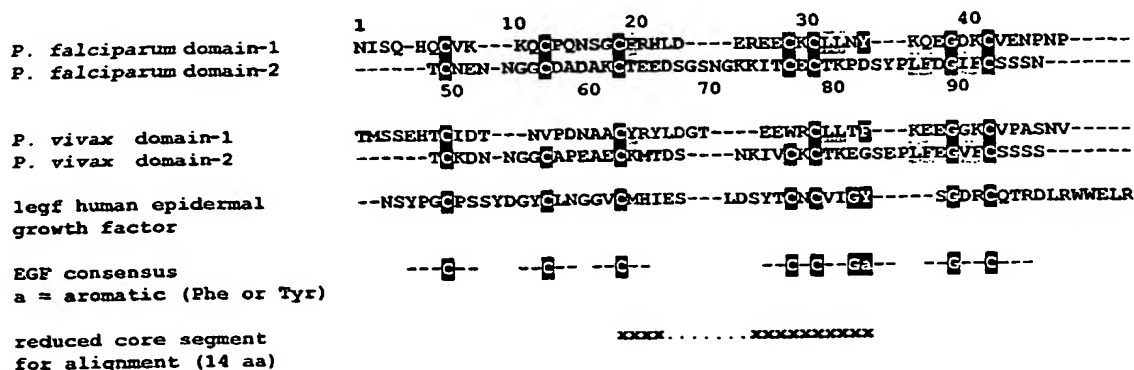 1 10 20 30 40
P. falciparum domain-1 NISQ-HQCVK---KQCPQNSGCFRHLD----EREECKCLLNY---KQEGDKCVENPNP-----
P. falciparum domain-2 ------TCNEN-NGGCDADAKCTEEDSGSNGKKITCECTKPDSYPLFDGIFCSSSN-------
50 60 70 80 90
P. vivax domain-1 TMSSEHTCIDT---NVPDNAACYRYLDGT----EEWRCLLTF---KEEGGKCVPASNV------
P. vivax domain-2 ------TCKDN-NGGCAPEAECKMTDS----NKIVCKCTKEGSEPLFEGVFCSSSS------
1egf human epidermal growth factor --NSYPGCPSSYDGYCLNGGVCMHIES---LDSYTCNCVIGY------SGDRCQTRDLRWWELR
EGF consensus ---C-- ---C-- --C-- --C-C--Ga --G--C---
a = aromatic (Phe or Tyr)
reduced core segment xxxx.......xxxxxxxxxx
for alignment (14 aa)